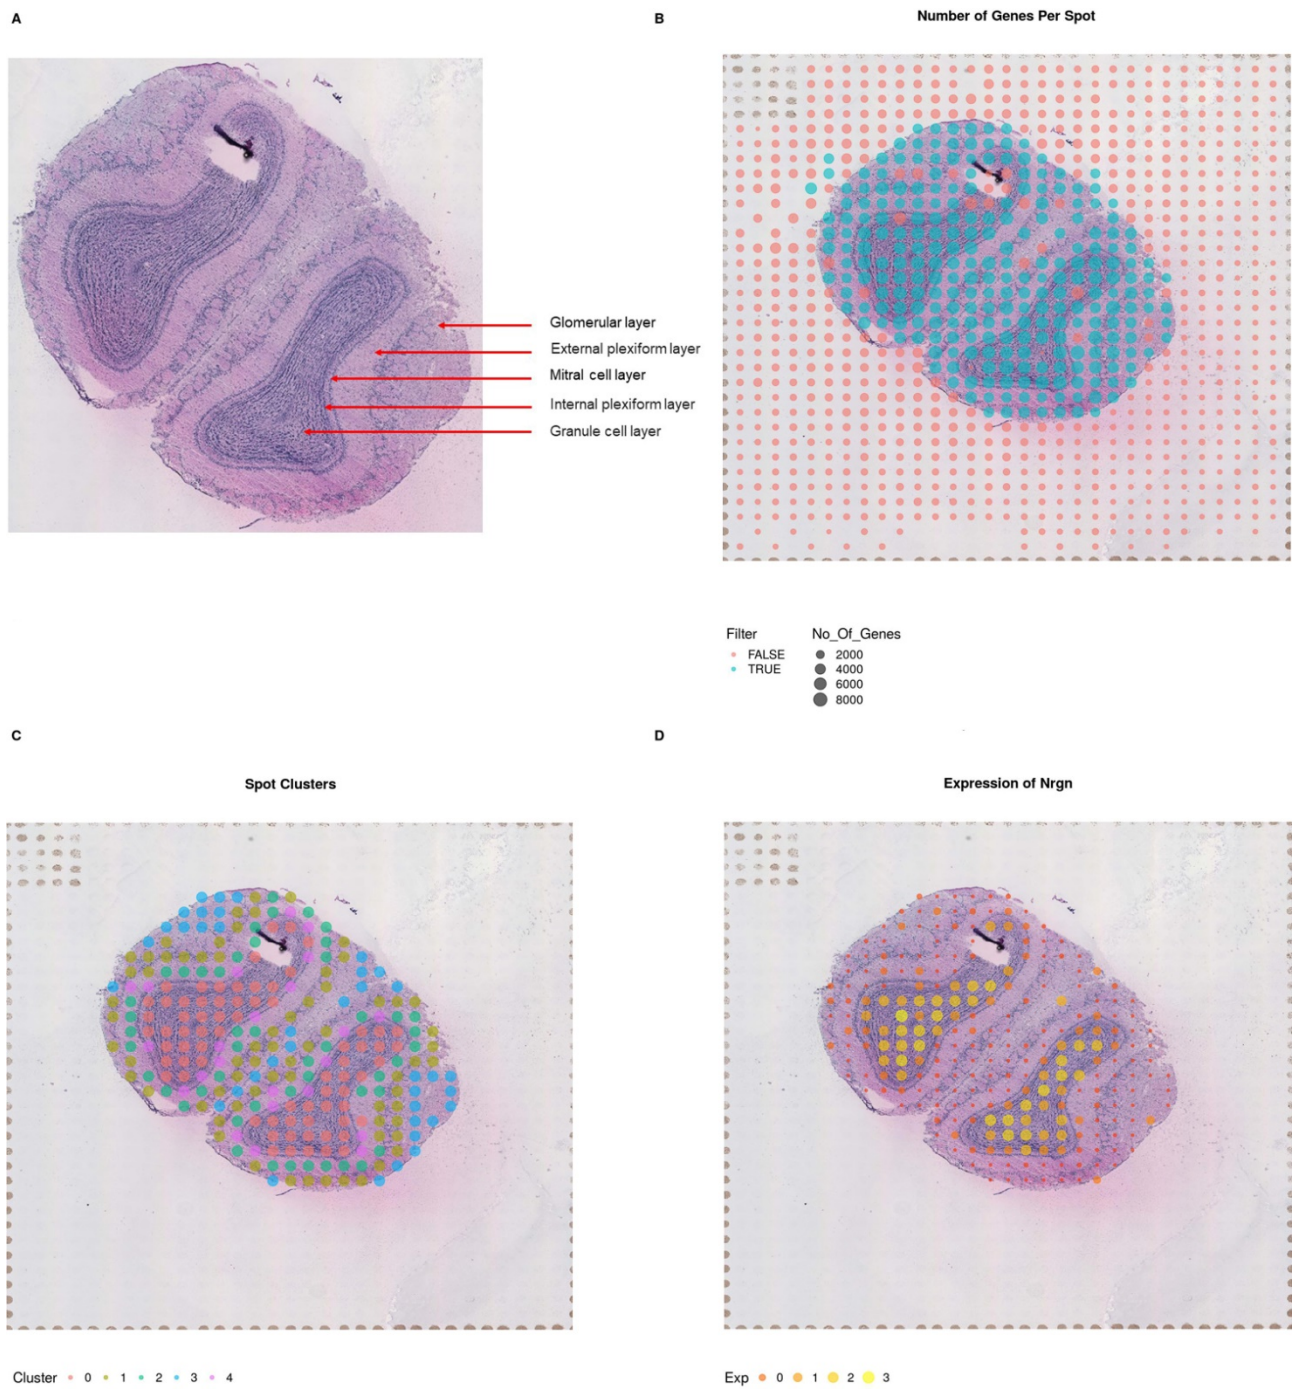 A
Glomerular layer
External plexiform layer
Mitral cell layer
Internal plexiform layer
Granule cell layer
B
Number of Genes Per Spot
Filter
FALSE
TRUE
No_Of_Genes
2000
4000
6000
8000
C
Spot Clusters
Cluster 0 1 2 3 4
D
Expression of Nrgn
Exp 0 1 2 3